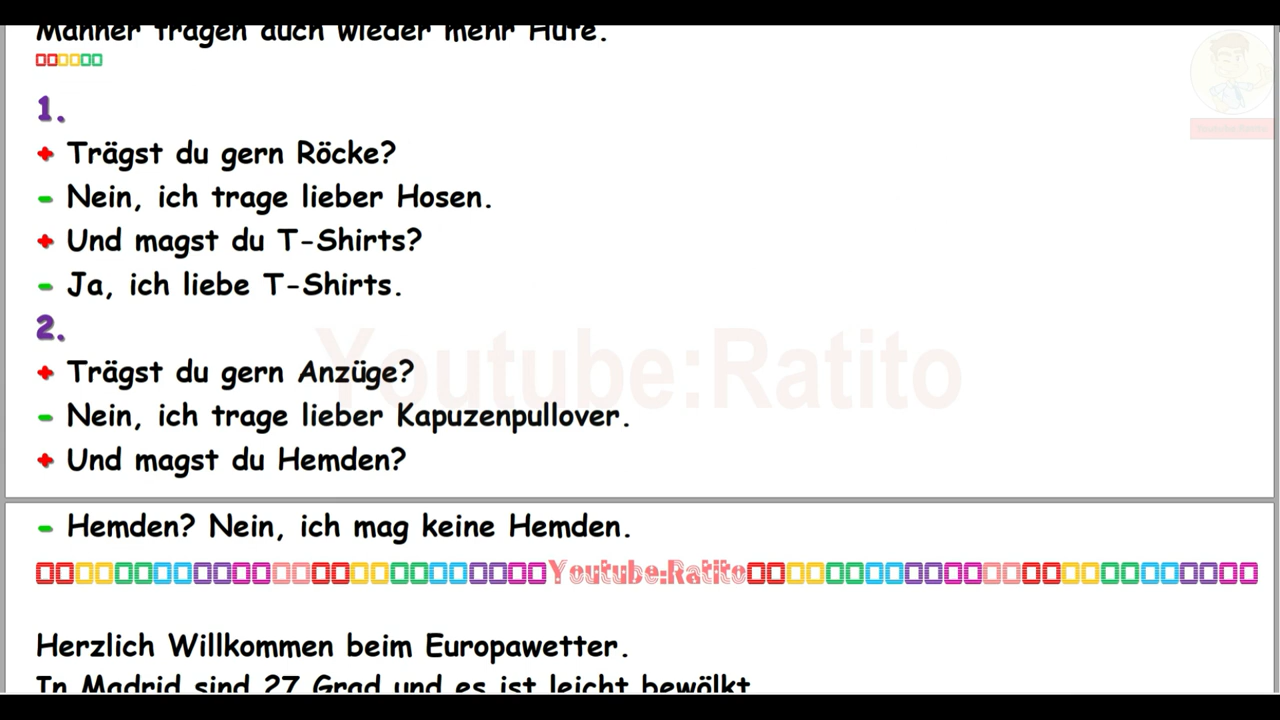 Männer tragen auch wieder mehr Hüte.
1.
+ Trägst du gern Röcke?
- Nein, ich trage lieber Hosen.
+ Und magst du T-Shirts?
- Ja, ich liebe T-Shirts.
2.
+ Trägst du gern Anzüge?
- Nein, ich trage lieber Kapuzenpullover.
+ Und magst du Hemden?
Youtube:Ratito
- Hemden? Nein, ich mag keine Hemden.
Youtube:Ratito
Herzlich Willkommen beim Europawetter.
In Madrid sind 27 Grad und es ist leicht bewölkt